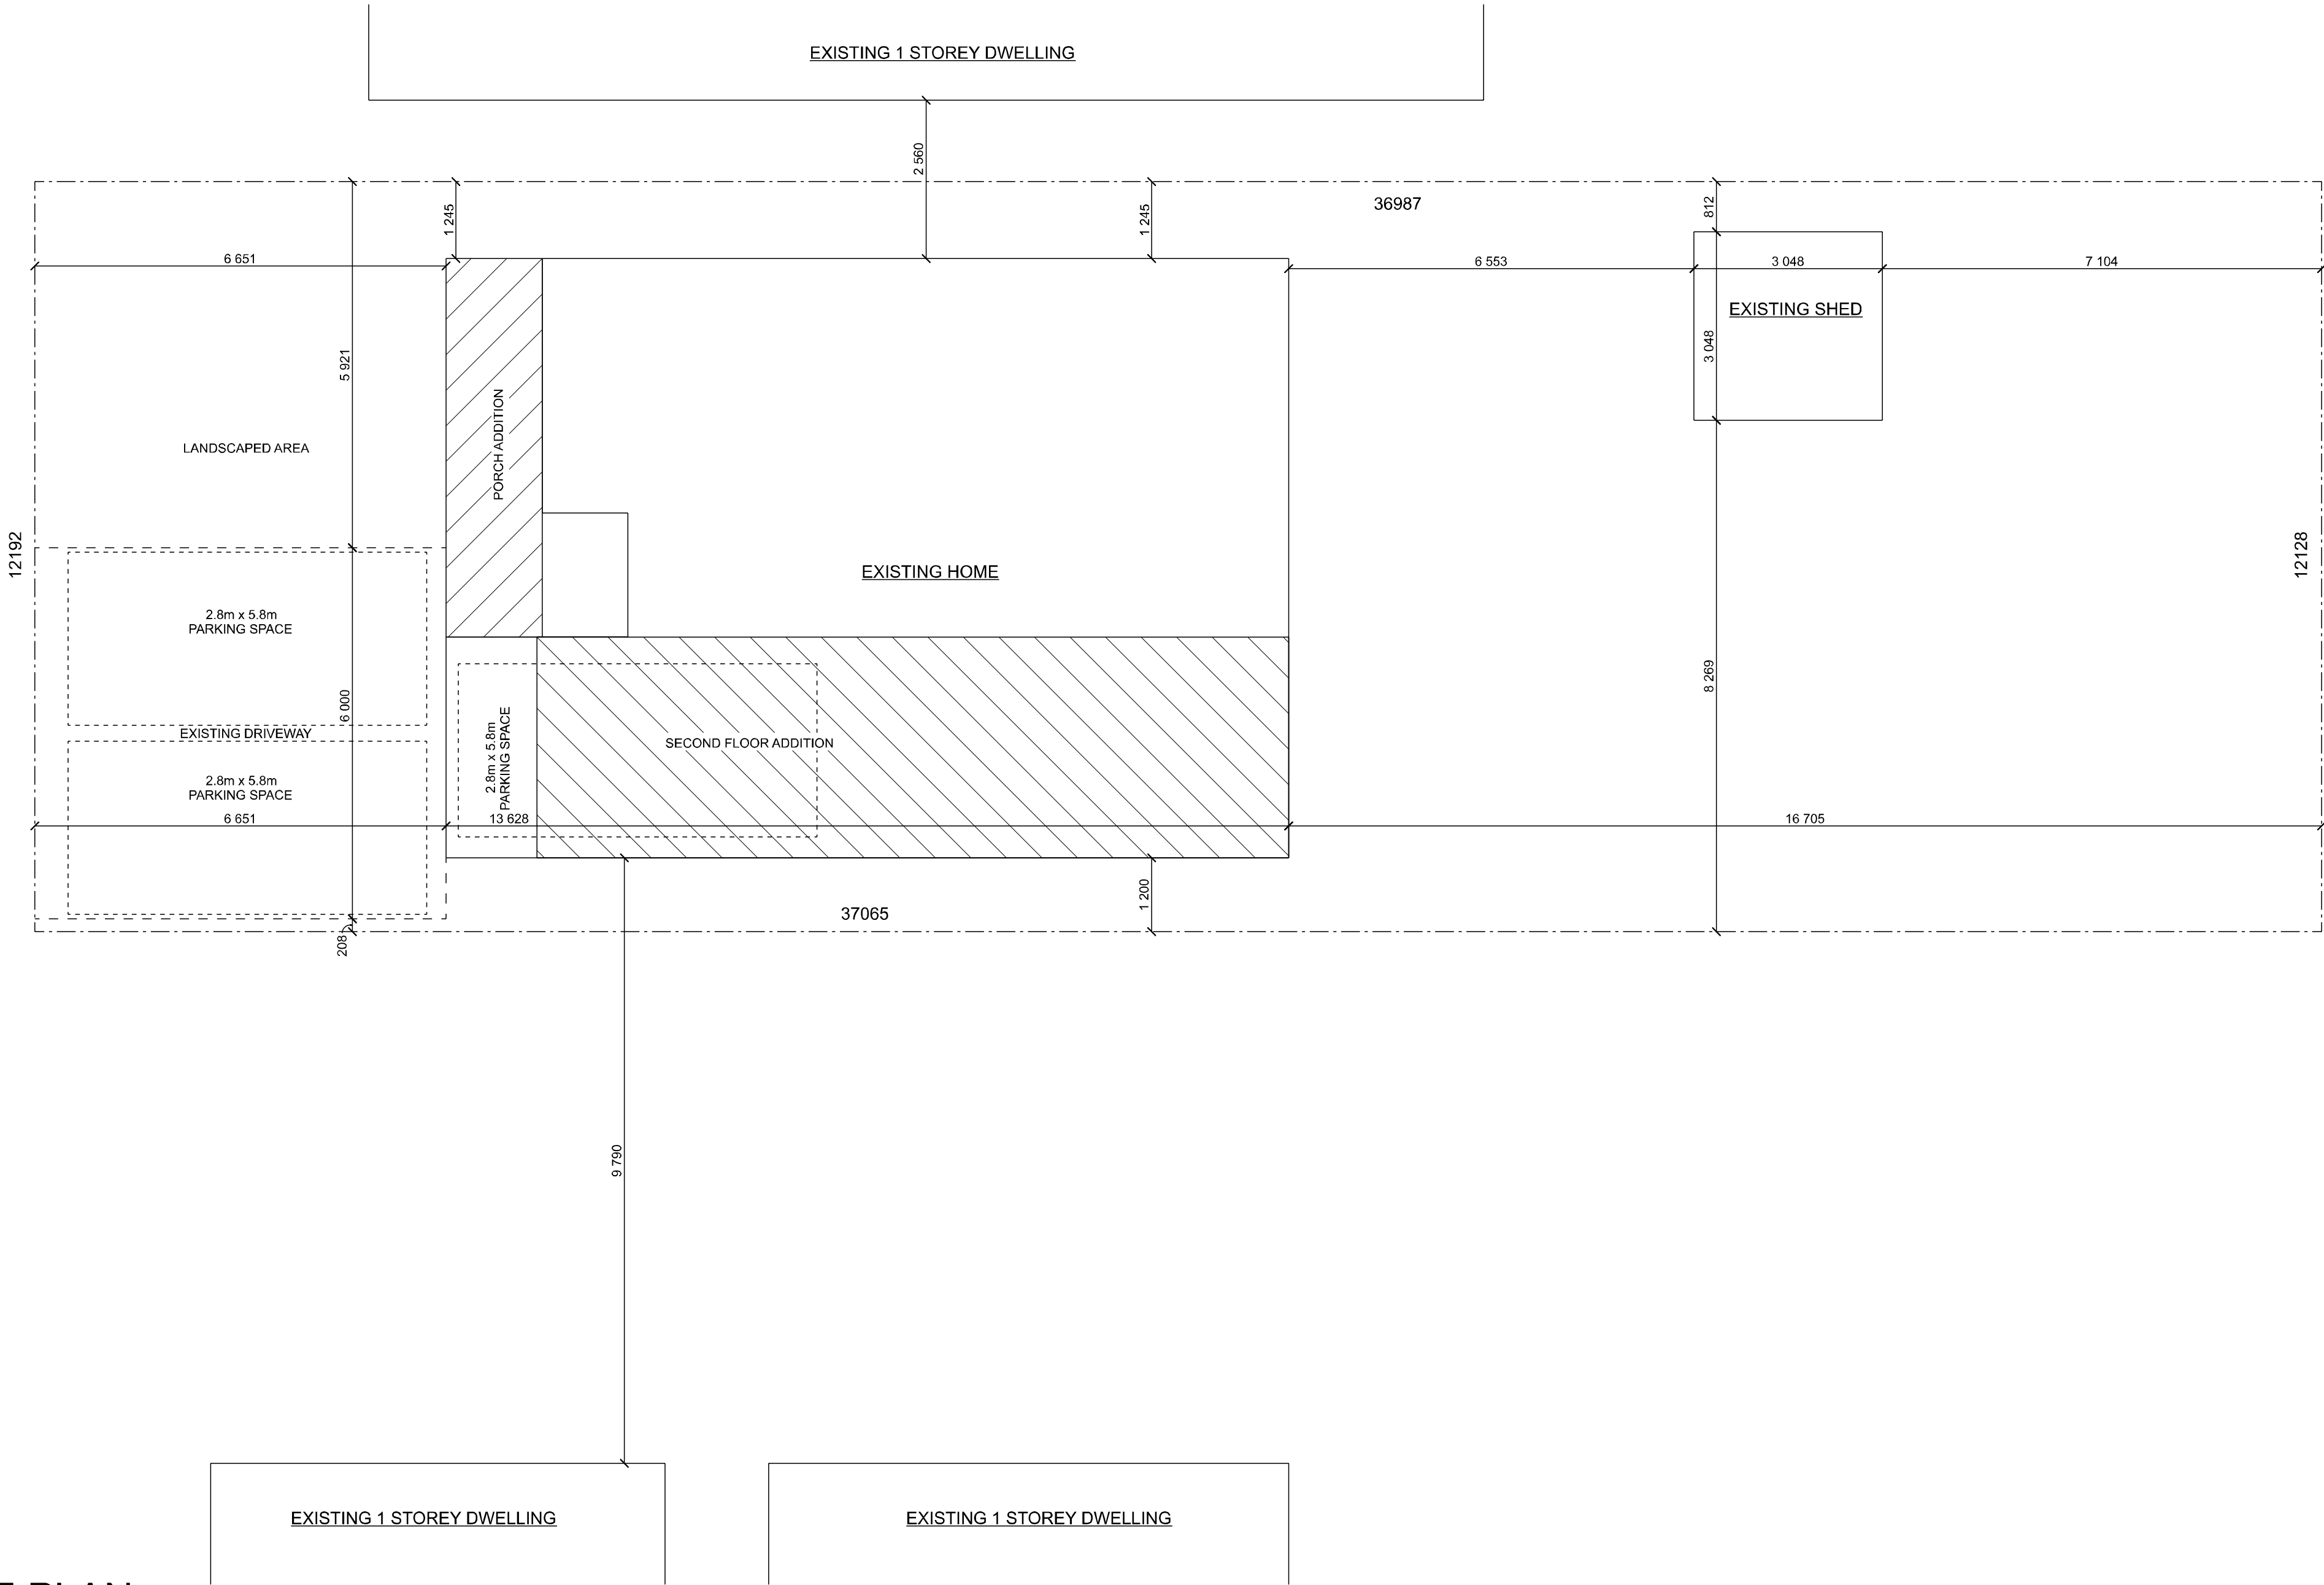 EXISTING 1 STOREY DWELLING
2 560
1 245
1 245
36987
812
6 651
6 553
3 048
7 104
EXISTING SHED
3 048
5 921
PORCH ADDITION
LANDSCAPED AREA
12192
12128
EXISTING HOME
2.8m x 5.8m
PARKING SPACE
6 000
8 269
EXISTING DRIVEWAY
2.8m x 5.8m
PARKING SPACE
SECOND FLOOR ADDITION
2.8m x 5.8m
PARKING SPACE
6 651
13 628
16 705
1 200
37065
208
9 790
EXISTING 1 STOREY DWELLING
EXISTING 1 STOREY DWELLING
PLAN